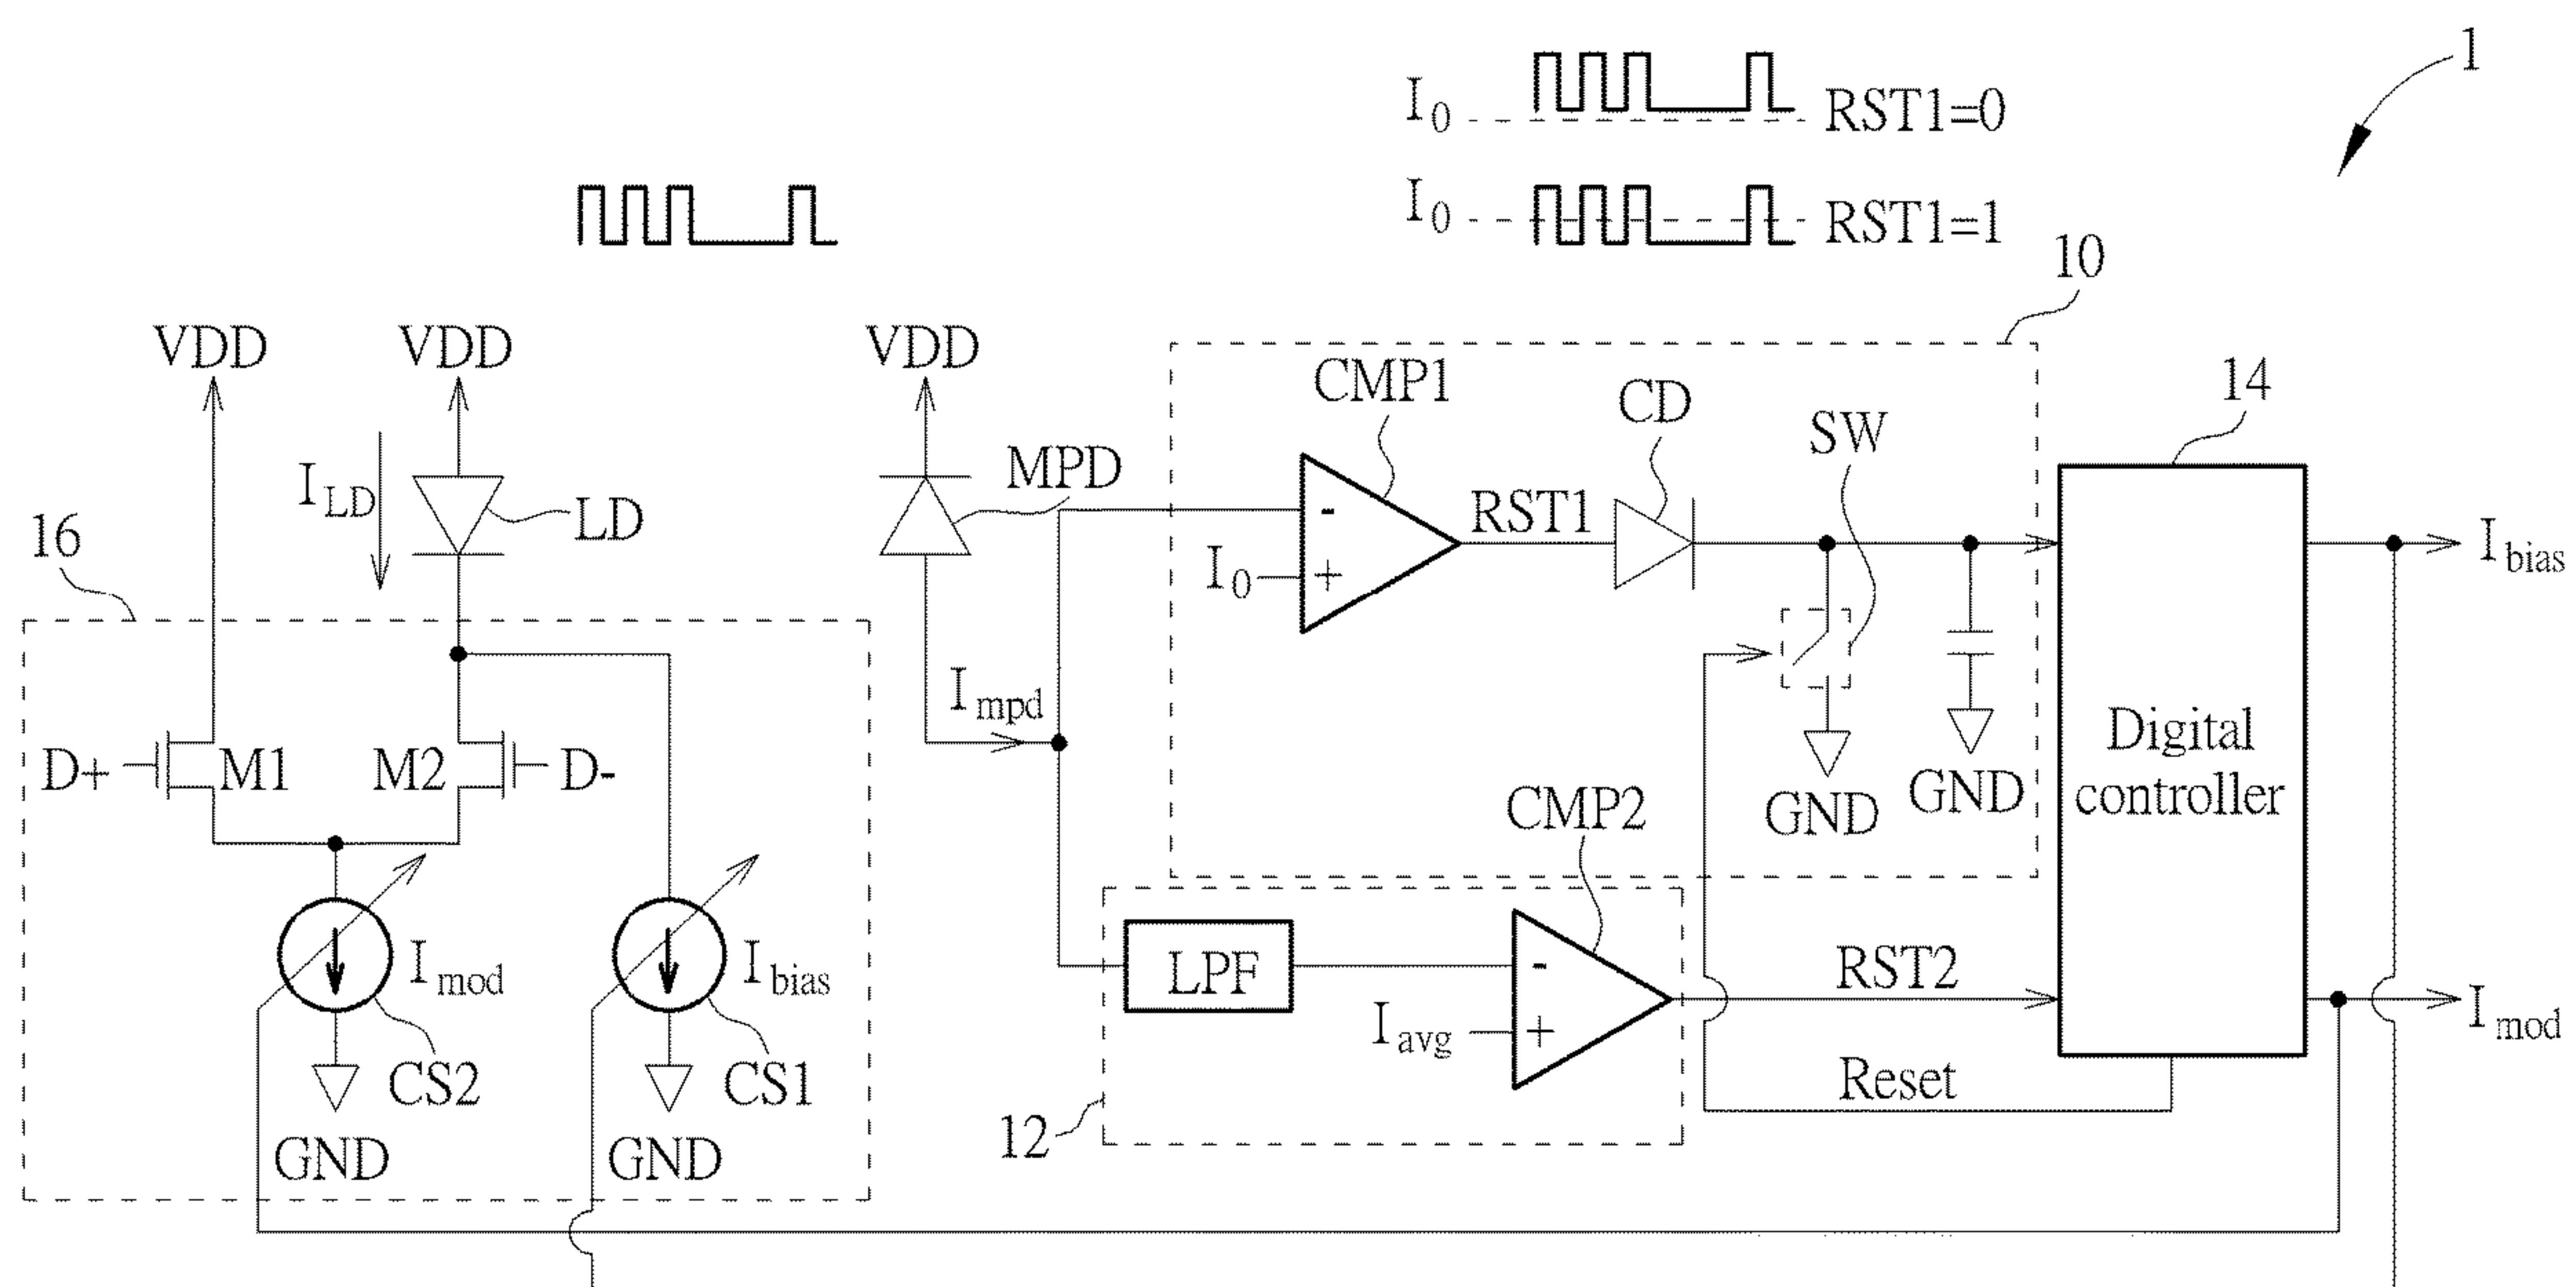 1
I0 RST1=0
I0 RST1=1
10
VDD VDD VDD
CMP1
CD
SW
14
ILD
LD
MPD
16
-
I0 +
RST1
Ibias
Impd
D+ M1 M2 D-
GND GND
Digital
controller
CMP2
Imod Ibias
LPF
-
Iavg +
RST2
Imod
CS2 CS1
Reset
12
GND GND